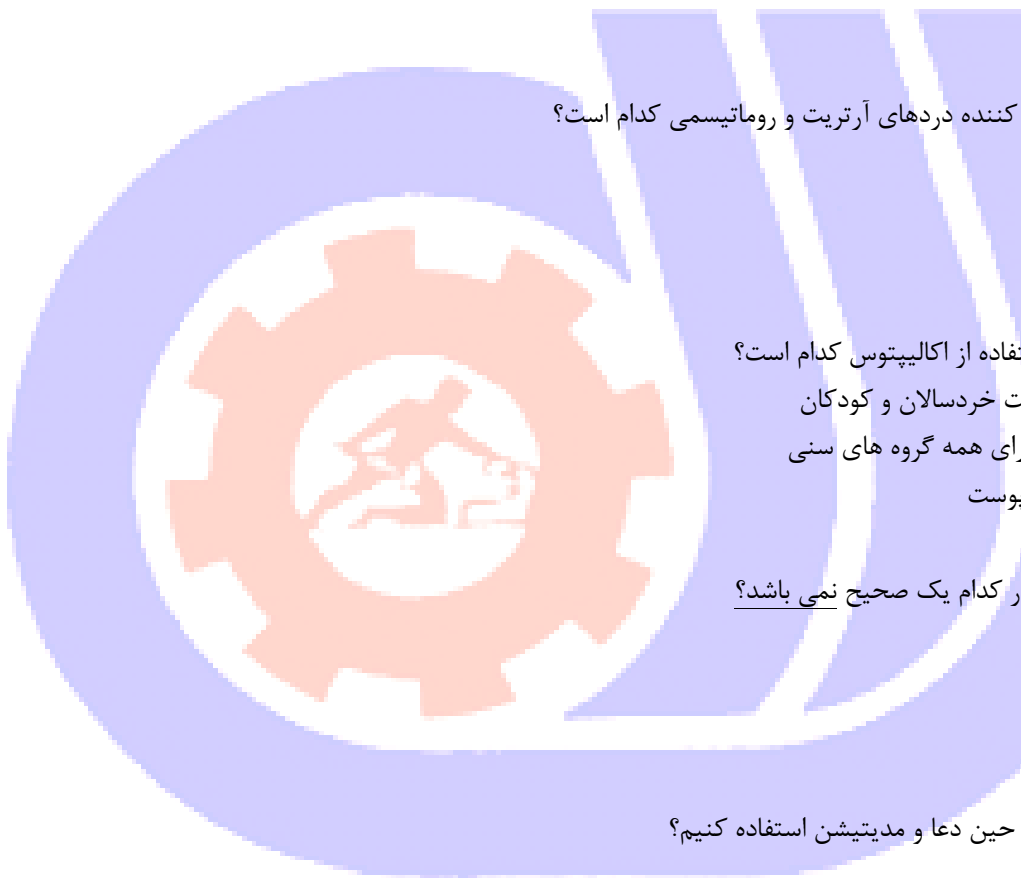 کننده دردهای آرتریت و روماتیسمی کدام است؟
تفاده از اکالیپتوس کدام است؟
ت خردسالان و کودکان
رای همه گروه های سنی
پوست
ر کدام یک صحیح نمی باشد؟
حین دعا و مدیتیشن استفاده کنیم؟